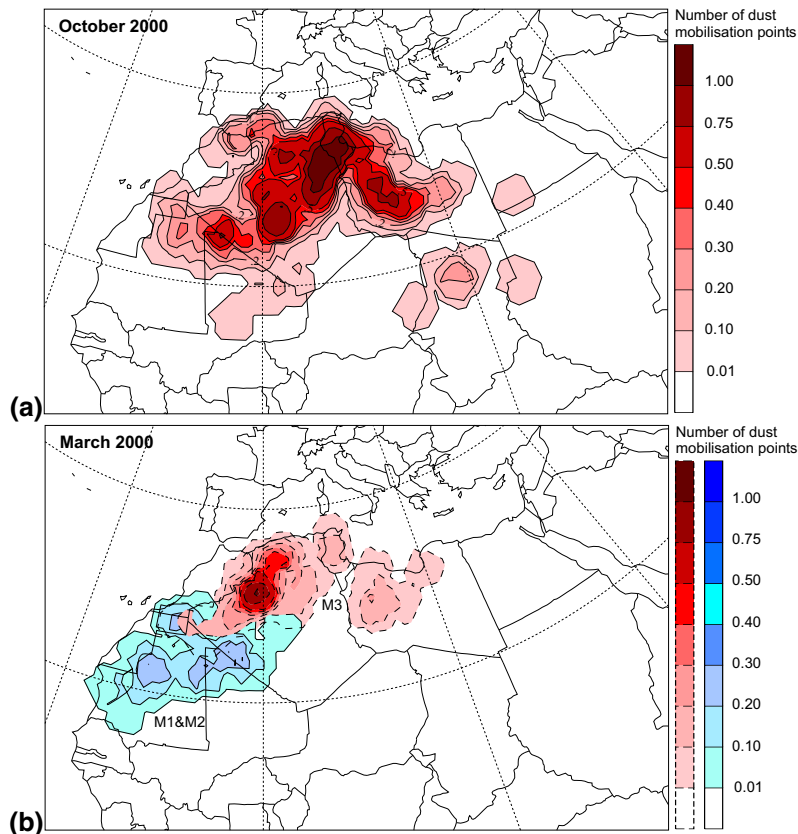 October 2000
Number of dust
mobilisation points
1.00
0.75
0.50
0.30
0.20
0.10
0.01
(a)
March 2000
Number of dust
mobilisation points
1.00
0.75
0.50
0.40
0.30
0.20
0.10
0.01
M3
M1&M2
(b)